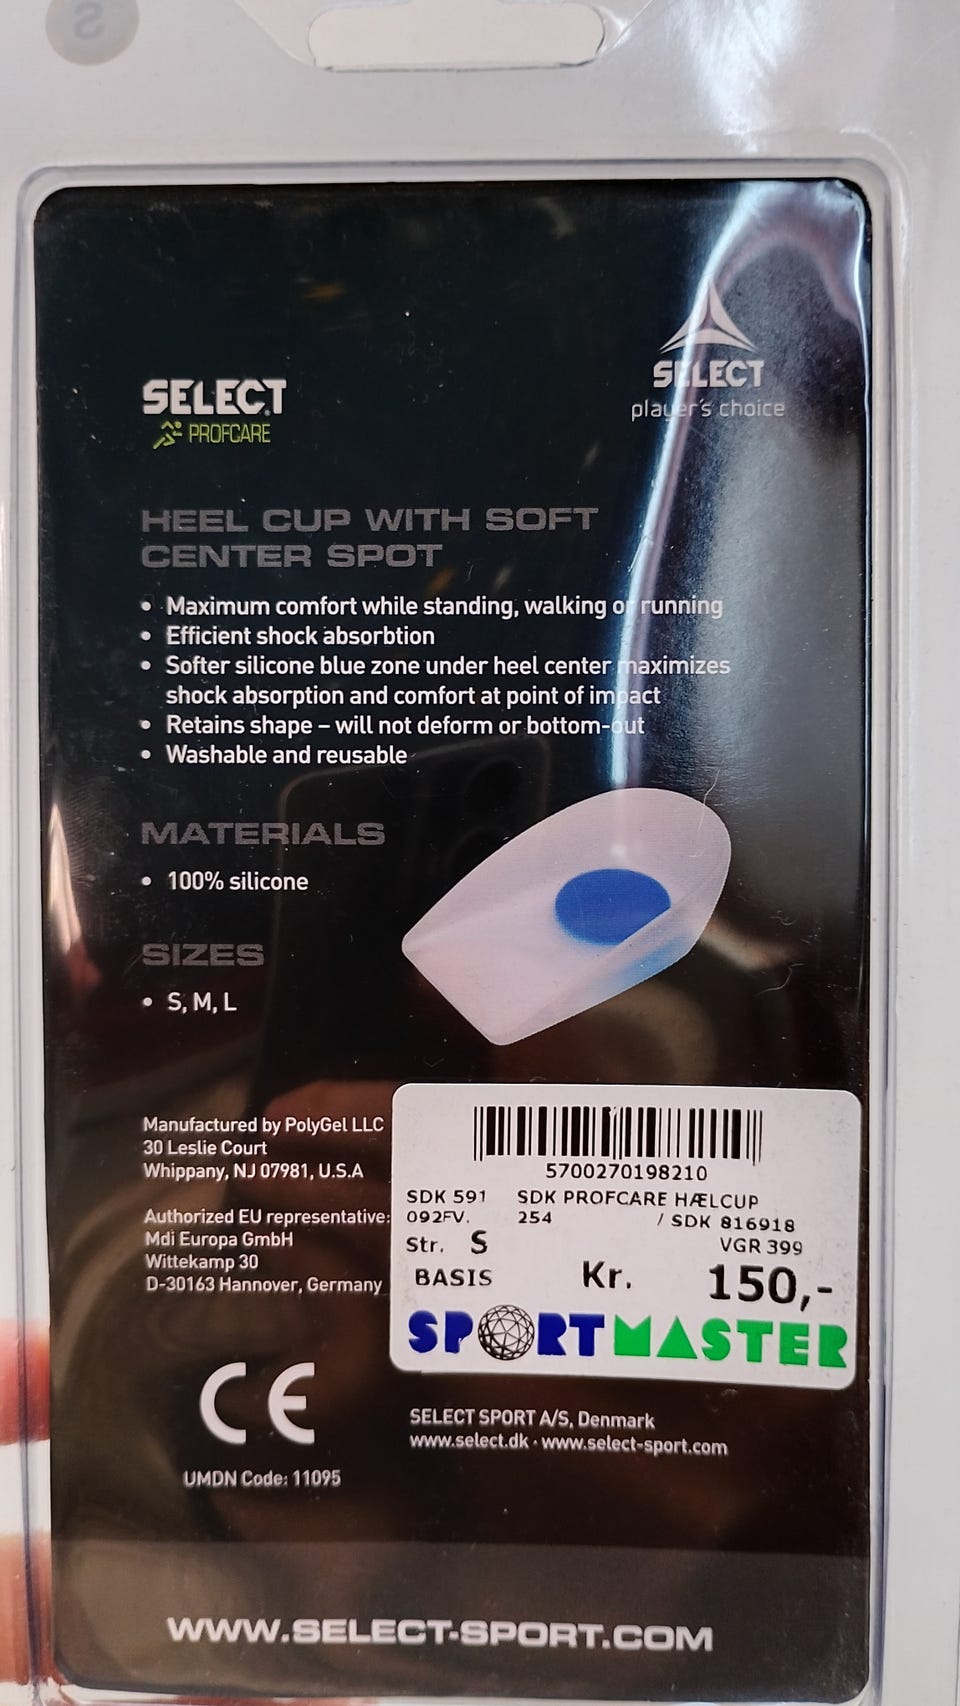 S
SELECT
PROFCARE
SELECT
player's choice
HEEL CUP WITH SOFT
CENTER SPOT
• Maximum comfort while standing, walking or running
• Efficient shock absorbtion
• Softer silicone blue zone under heel center maximizes
shock absorption and comfort at point of impact
• Retains shape – will not deform or bottom-out
• Washable and reusable
MATERIALS
• 100% silicone
SIZES
• S, M, L
Manufactured by PolyGel LLC
30 Leslie Court
Whippany, NJ 07981, U.S.A
Authorized EU representative:
Mdi Europa GmbH
Wittekamp 30
D-30163 Hannover, Germany
5700270198210
SDK 591 SDK PROFCARE HÆLCUP
092FV. 254 / SDK 816918
Str. S VGR 399
BASIS Kr. 150,-
SPORTMASTER
CE
UMDN Code: 11095
SELECT SPORT A/S, Denmark
www.select.dk · www.select-sport.com
WWW.SELECT-SPORT.COM